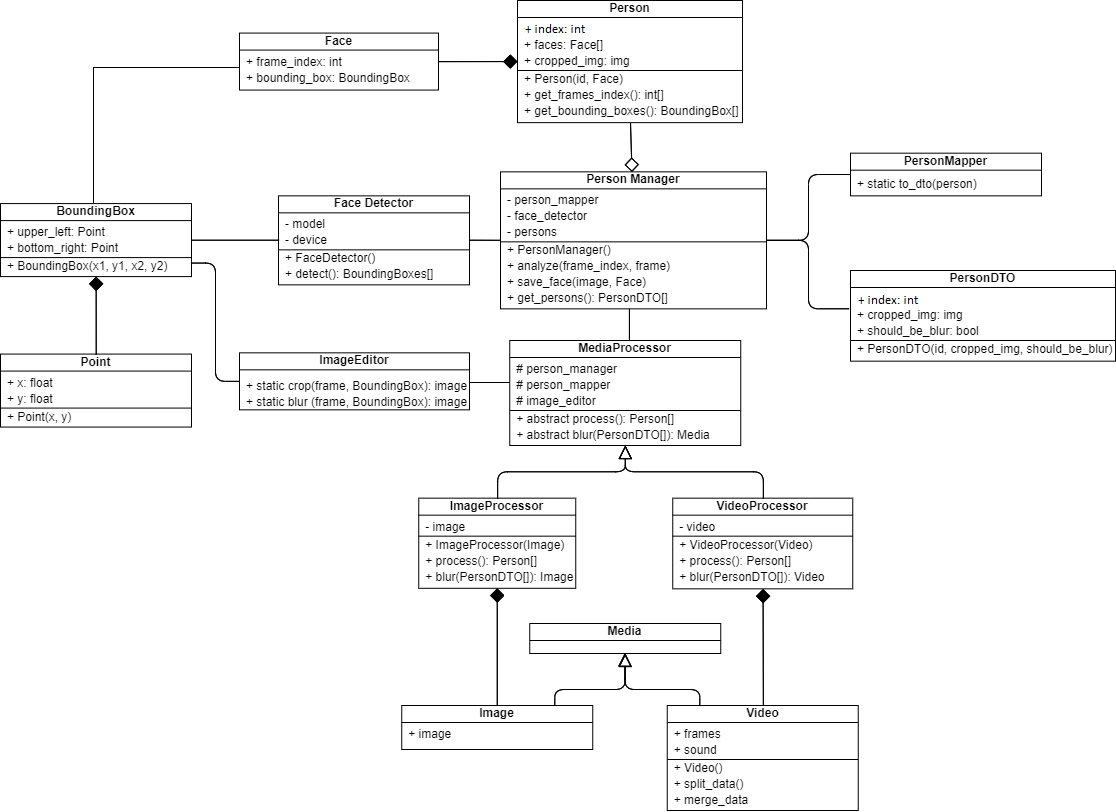 Person
+ index: int
+ faces: Face[]
+ cropped_img: img
+ Person(id, Face)
+ get_frames_index(): int[]
+ get_bounding_boxes(): BoundingBox[]
Face
+ frame_index: int
+ bounding_box: BoundingBox
PersonMapper
+ static to_dto(person)
Person Manager
- person_mapper
- face_detector
- persons
+ PersonManager()
+ analyze(frame_index, frame)
+ save_face(image, Face)
+ get_persons(): PersonDTO[]
Face Detector
- model
- device
+ FaceDetector()
+ detect(): BoundingBoxes[]
BoundingBox
+ upper_left: Point
+ bottom_right: Point
+ BoundingBox(x1, y1, x2, y2)
PersonDTO
+ index: int
+ cropped_img: img
+ should_be_blur: bool
+ PersonDTO(id, cropped_img, should_be_blur)
Point
+ x: float
+ y: float
+ Point(x, y)
ImageEditor
+ static crop(frame, BoundingBox): image
+ static blur (frame, BoundingBox): image
MediaProcessor
# person_manager
# person_mapper
# image_editor
+ abstract process(): Person[]
+ abstract blur(PersonDTO[]): Media
ImageProcessor
- image
+ ImageProcessor(Image)
+ process(): Person[]
+ blur(PersonDTO[]): Image
VideoProcessor
- video
+ VideoProcessor(Video)
+ process(): Person[]
+ blur(PersonDTO[]): Video
Media
Image
+ image
Video
+ frames
+ sound
+ Video()
+ split_data()
+ merge_data